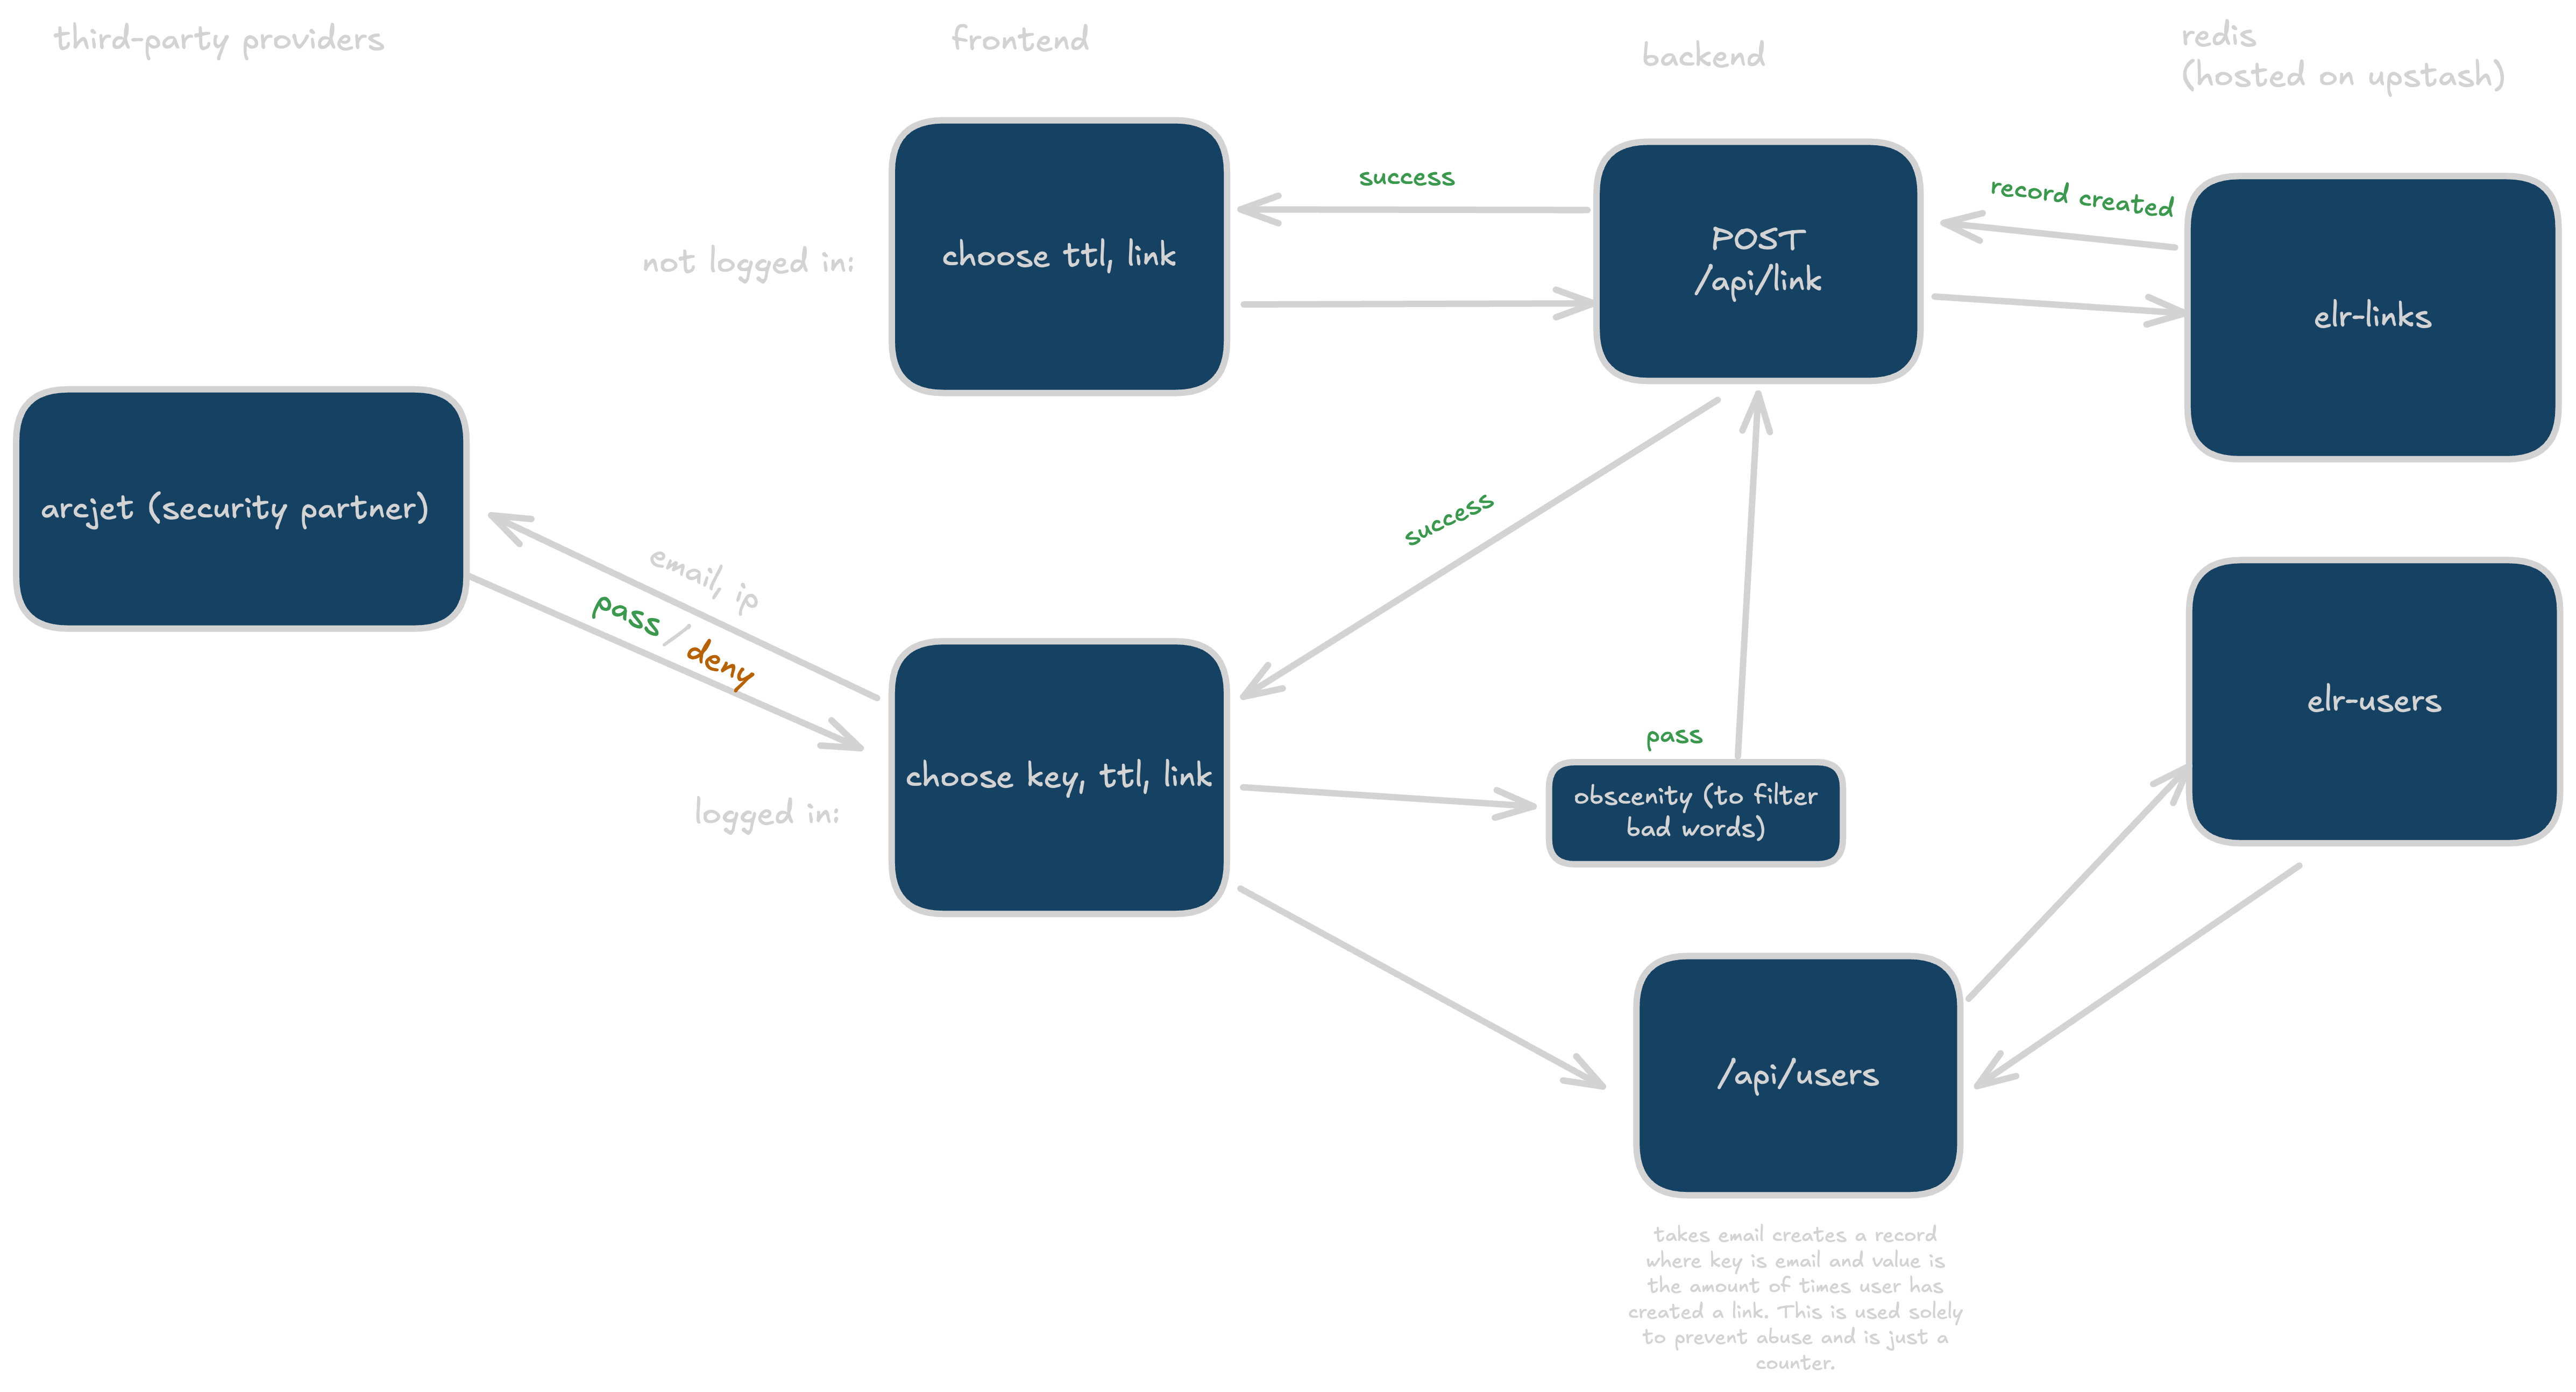 third-party providers
frontend
backend
redis
(hosted on upstash)
not logged in:
choose ttl, link
success
POST
/api/link
record created
elr-links
arcjet (security partner)
email, ip
pass / deny
success
logged in:
choose key, ttl, link
pass
obscenity (to filter
bad words)
elr-users
/api/users
takes email creates a record
where key is email and value is
the amount of times user has
created a link. This is used solely
to prevent abuse and is just a
counter.